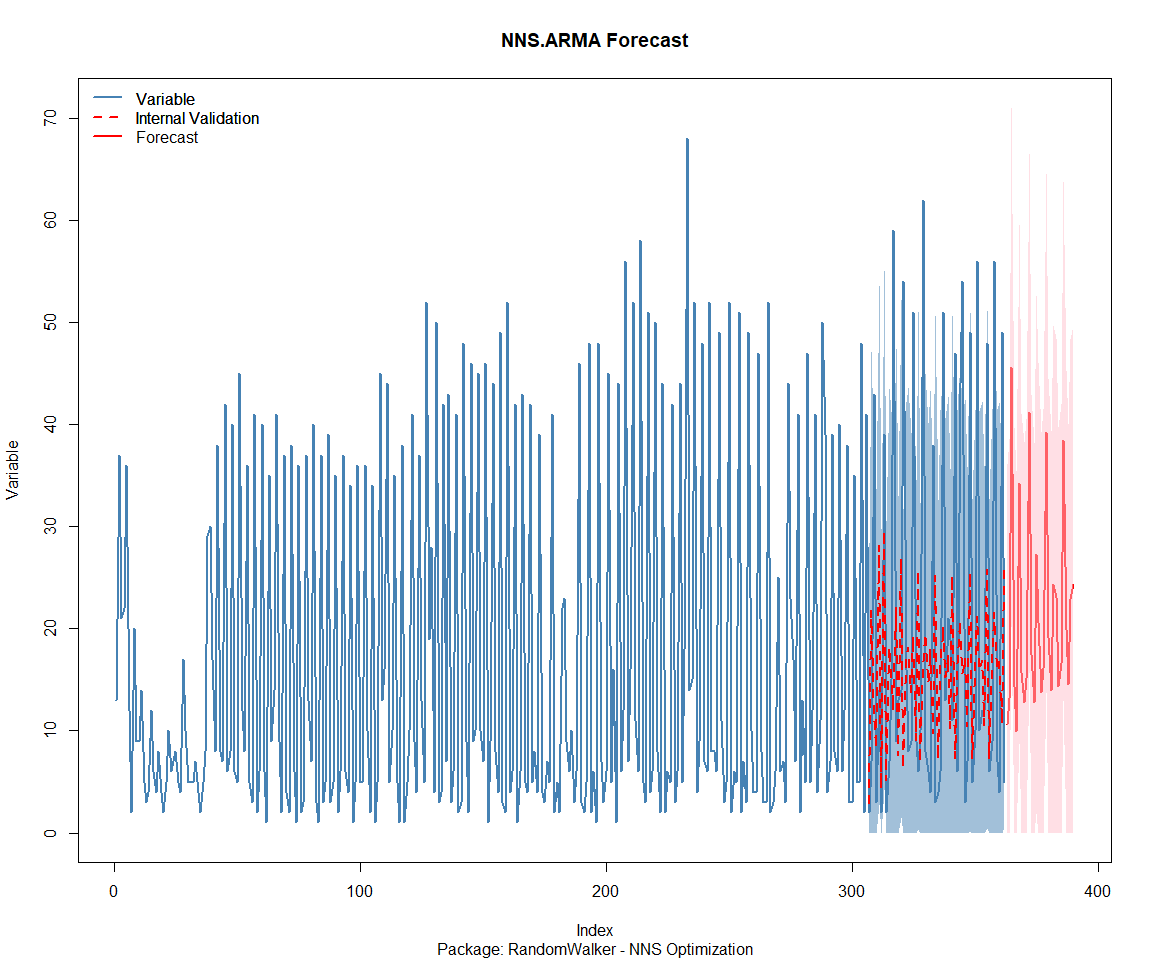 NNS.ARMA Forecast
Variable
Internal Validation
Forecast
Variable
70
60
50
40
30
20
10
0
0
100
200
300
400
Index
Package: RandomWalker - NNS Optimization